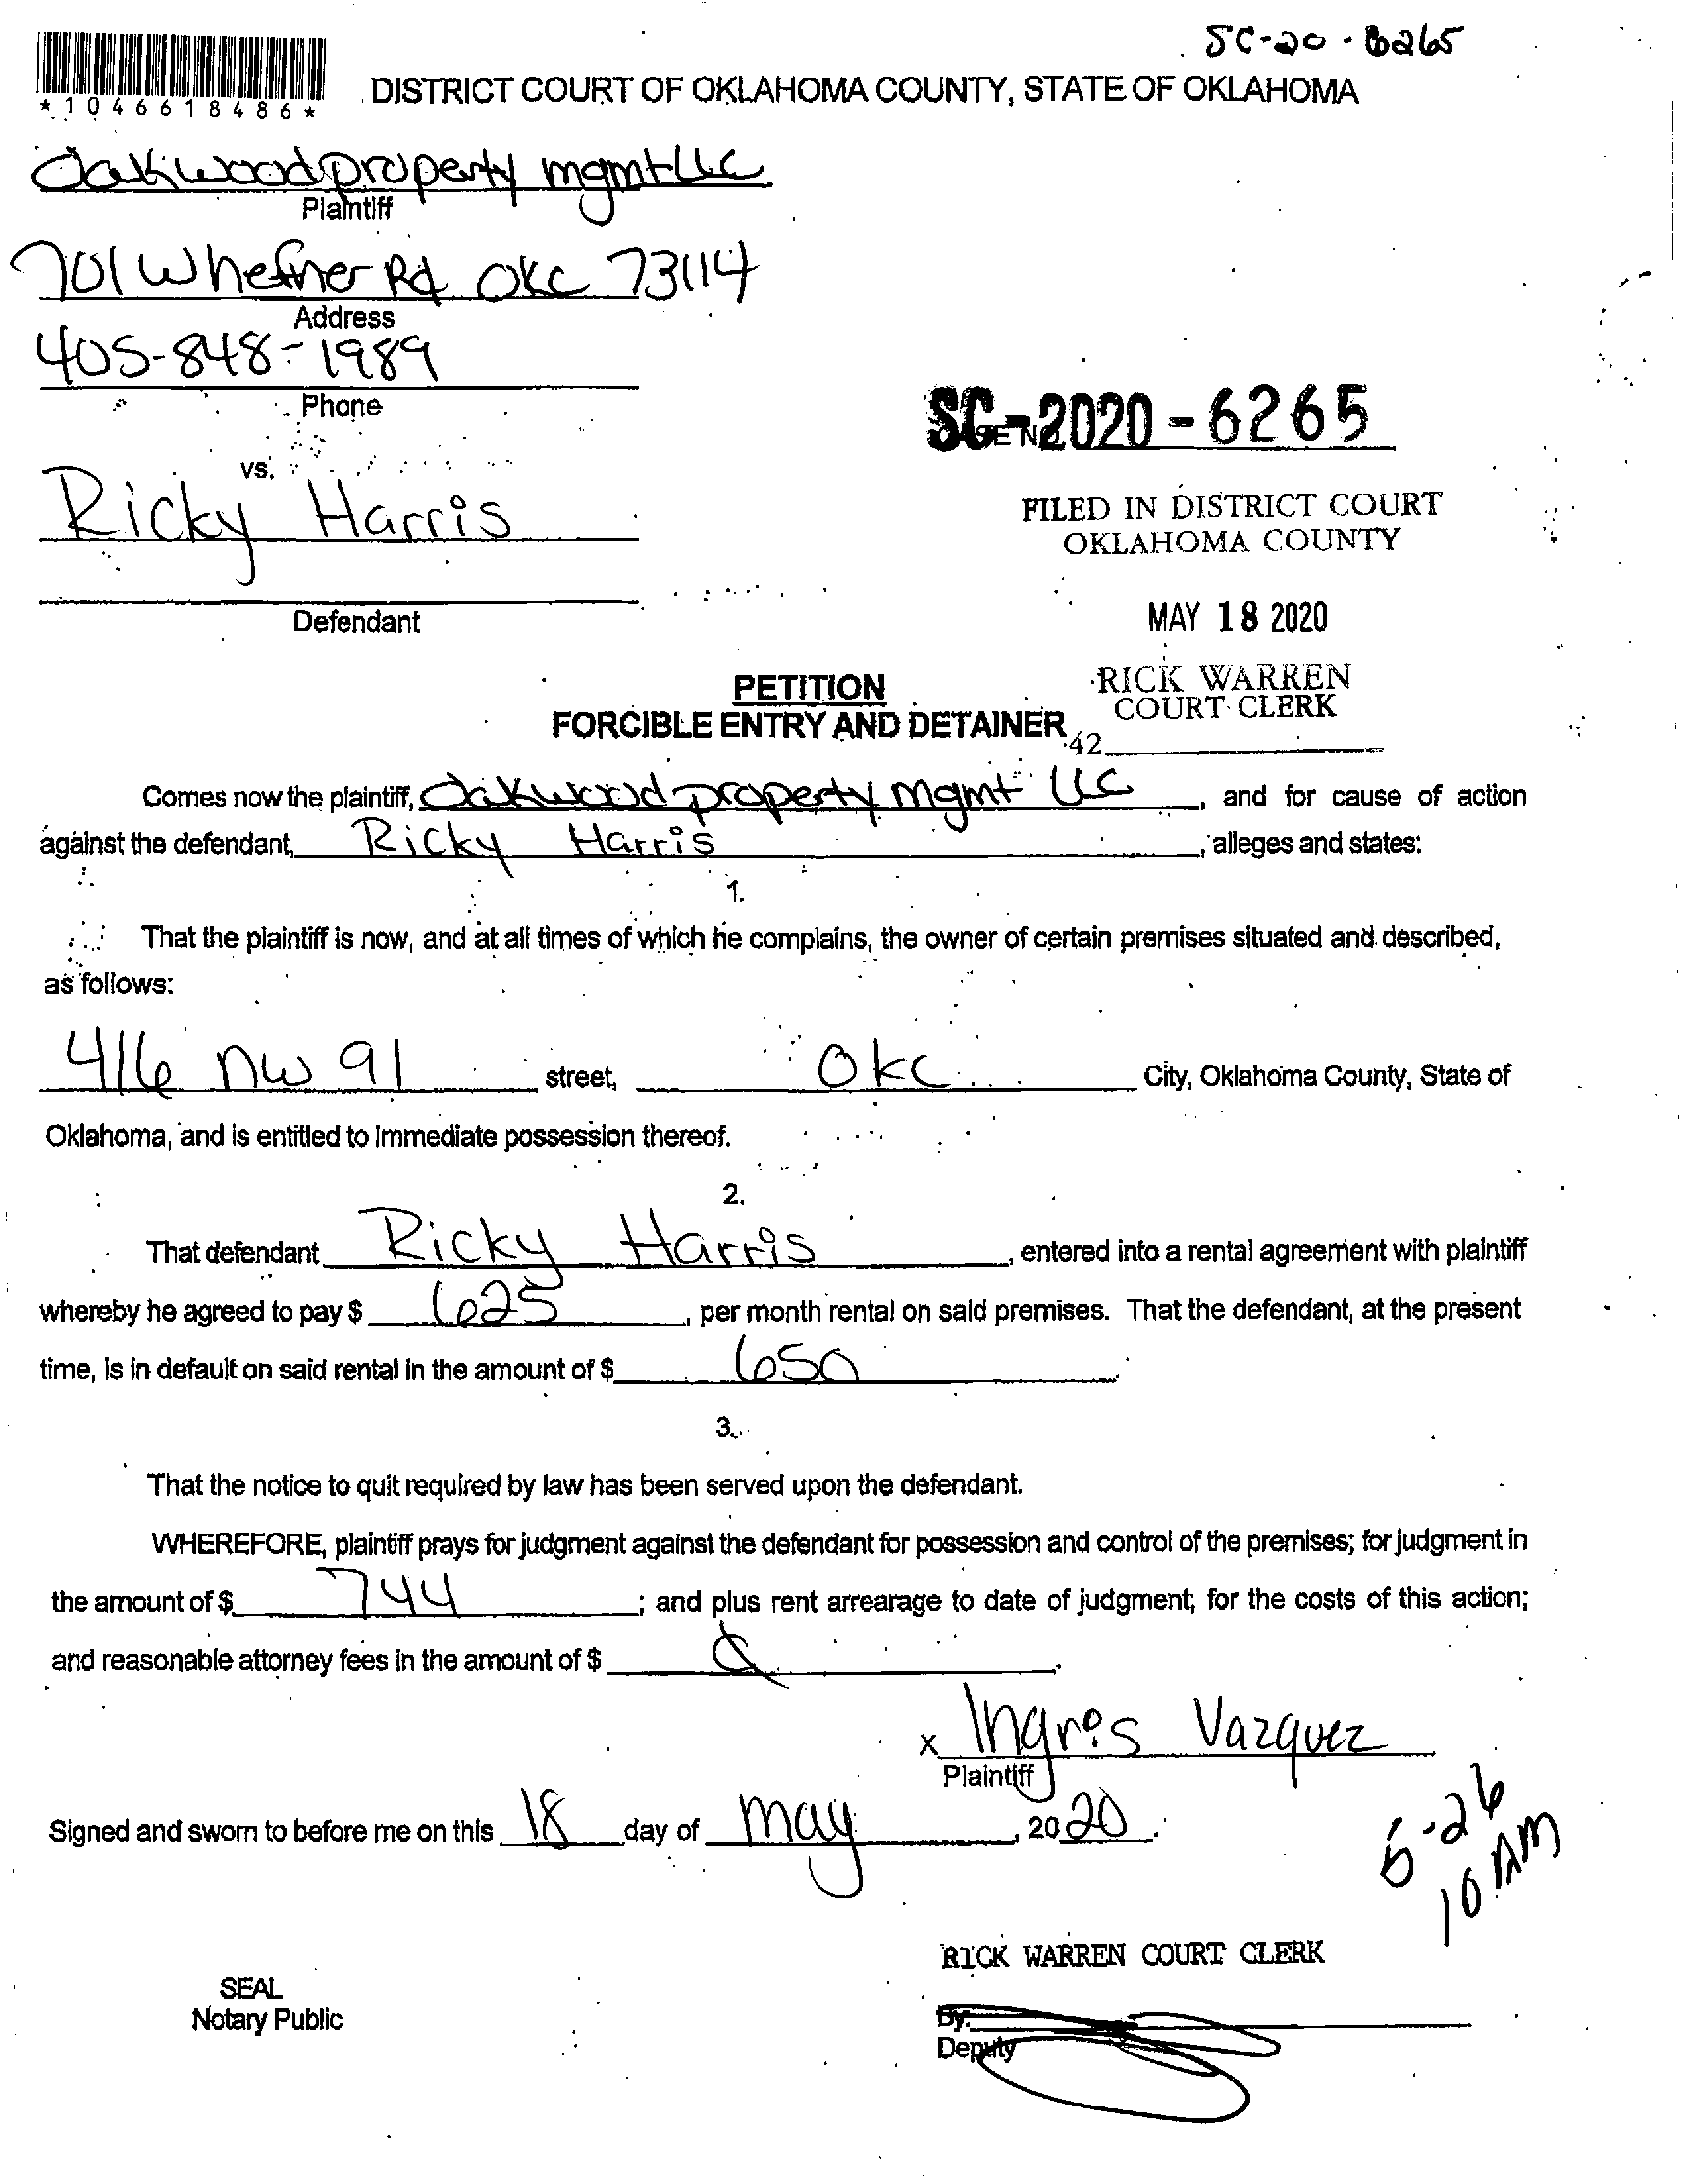 SC-20-6265
*1046618486*
DISTRICT COURT OF OKLAHOMA COUNTY, STATE OF OKLAHOMA
Oakwood property mgmt LLC
Plaintiff
701 W hefner Rd OKC 73114
Address
405-848-1989
Phone
SC-2020-6265
vs.
Ricky Harris
FILED IN DISTRICT COURT
OKLAHOMA COUNTY
Defendant
MAY 18 2020
PETITION
RICK WARREN
COURT CLERK
FORCIBLE ENTRY AND DETAINER
42
Comes now the plaintiff, Oakwood property mgmt LLC, and for cause of action
against the defendant, Ricky Harris, alleges and states:
1.
That the plaintiff is now, and at all times of which he complains, the owner of certain premises situated and described,
as follows:
416 NW 91 street, OKC City, Oklahoma County, State of
Oklahoma, and is entitled to immediate possession thereof.
2.
That defendant Ricky Harris, entered into a rental agreement with plaintiff
whereby he agreed to pay $ 625, per month rental on said premises. That the defendant, at the present
time, is in default on said rental in the amount of $ 650.
3.
That the notice to quit required by law has been served upon the defendant.
WHEREFORE, plaintiff prays for judgment against the defendant for possession and control of the premises; for judgment in
the amount of $ 744; and plus rent arrearage to date of judgment; for the costs of this action;
and reasonable attorney fees in the amount of $
x Ingris Vazquez
Plaintiff
Signed and sworn to before me on this 18 day of may, 2020.
5-26
10 AM
RICK WARREN COURT CLERK
SEAL
Notary Public
By:
Deputy